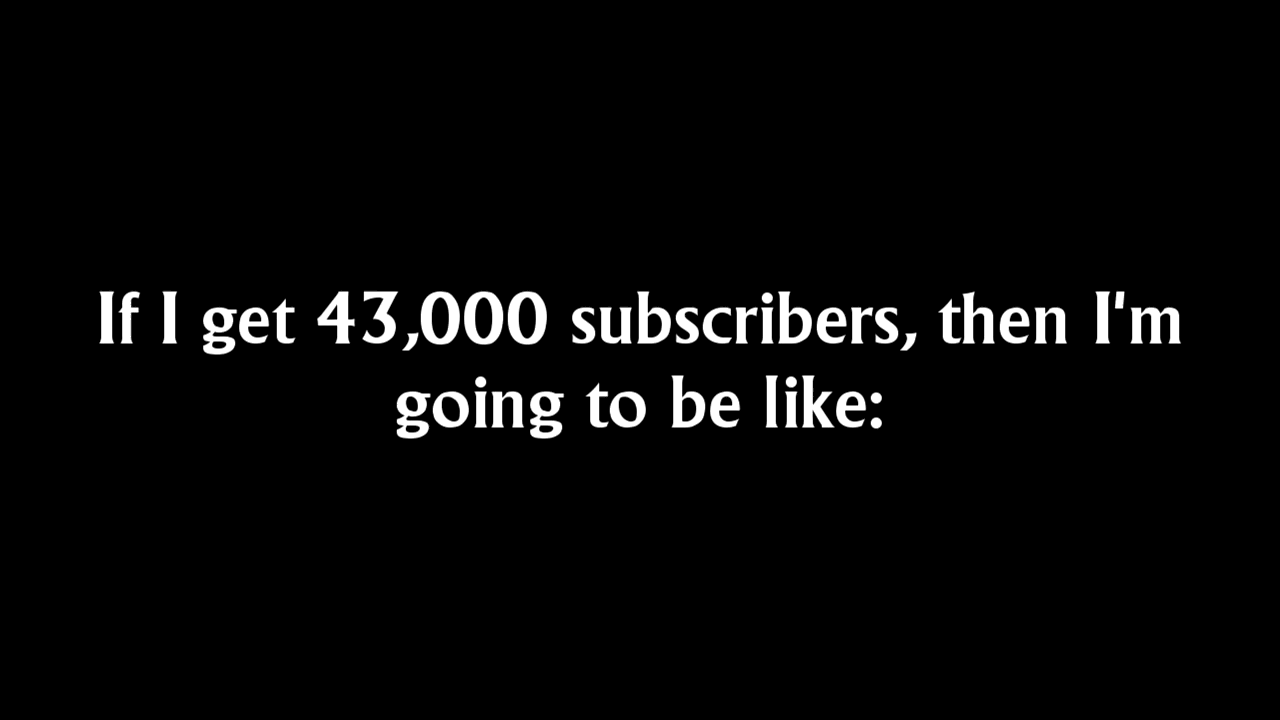 If I get 43,000 subscribers, then I'm
going to be like: